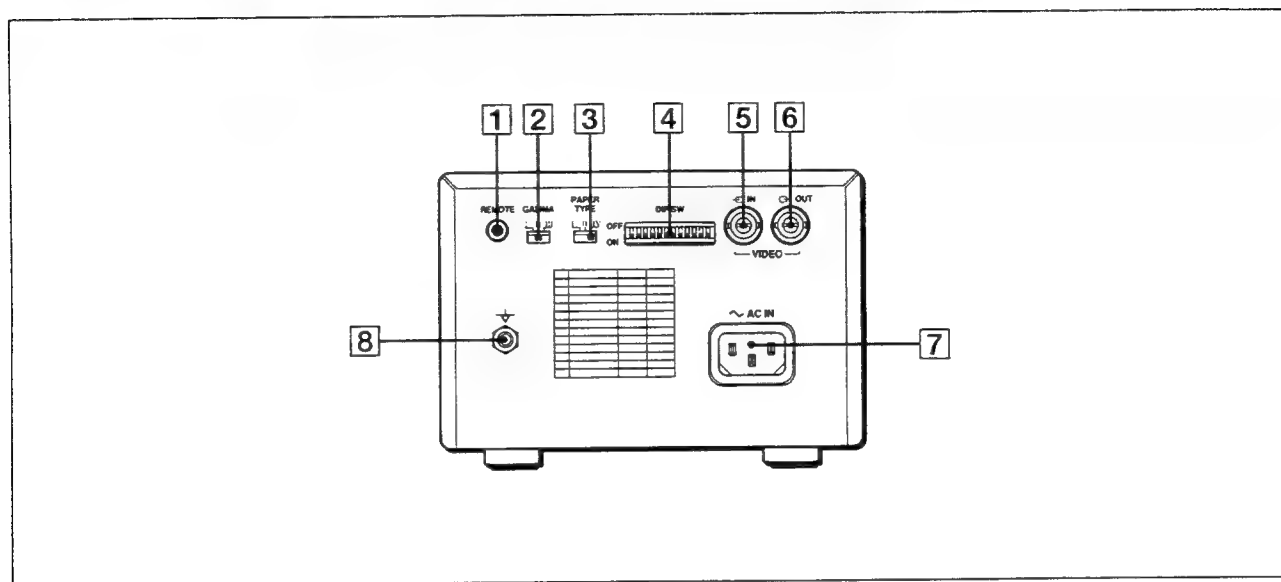 1 2 3 4 5 6
REMOTE GAMMA PAPER TYPE DIP SW IN OUT
OFF
ON
VIDEO
8
AC IN
7